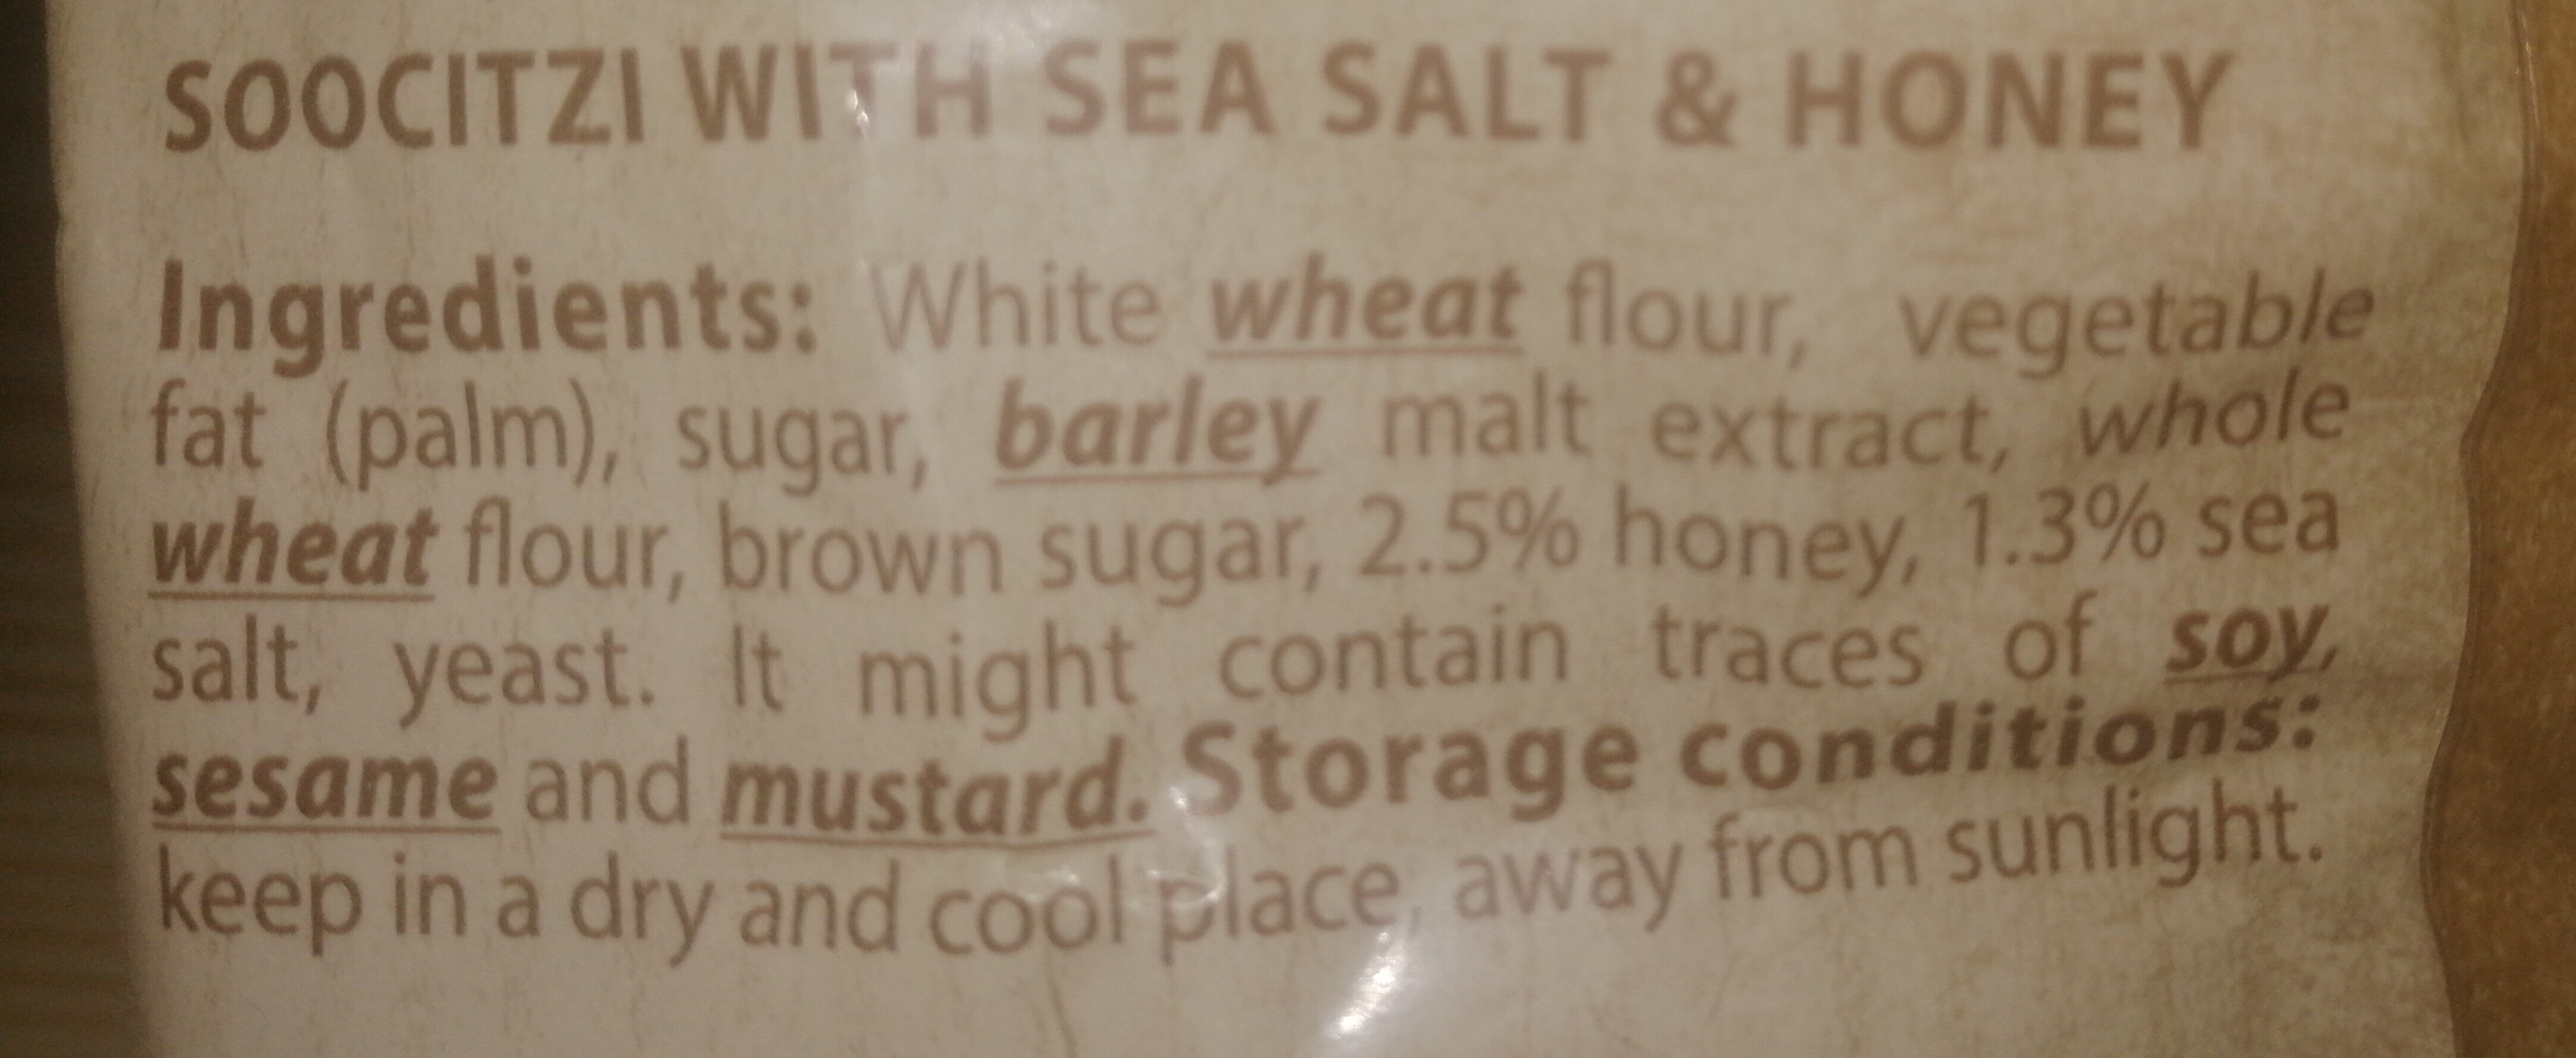 SOOCITZI WITH SEA SALT & HONEY
Ingredients: White wheat flour, vegetable
fat (palm), sugar, barley malt extract, whole
wheat flour, brown sugar, 2.5% honey, 1.3% sea
salt, yeast. It might contain traces of soy,
sesame and mustard. Storage conditions:
keep in a dry and cool place, away from sunlight.